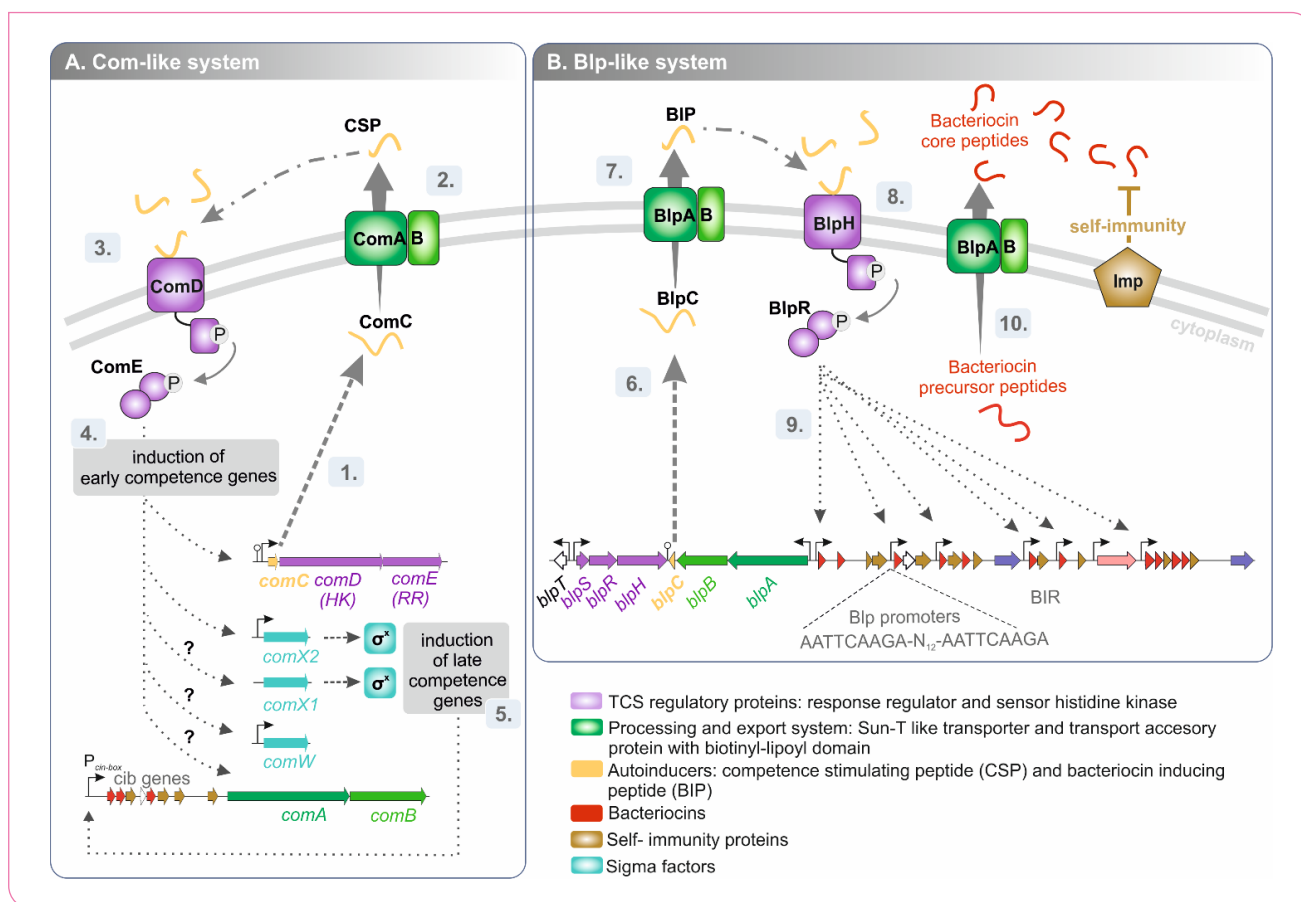 A. Com-like system
CSP
2.
3.
ComA B
ComD
P
ComC
ComE
P
4.
induction of
early competence genes
1.
comC
comD
(HK)
comE
(RR)
?
comX2
σx
?
comX1
σx
induction
of late
competence
genes
5.
?
comW
Pcin-box
cib genes
comA
comB
B. Blp-like system
BIP
7.
BlpA B
8.
BlpH
P
BlpC
BlpR
P
6.
9.
Bacteriocin
core peptides
BlpA B
self-immunity
Imp
10.
cytoplasm
Bacteriocin
precursor peptides
blpT
blpS
blpR
blpH
blpC
blpB
blpA
Blp promoters
AATTCAAGA-N12-AATTCAAGA
BIR
TCS regulatory proteins: response regulator and sensor histidine kinase
Processing and export system: Sun-T like transporter and transport accesory
protein with biotinyl-lipoyl domain
Autoinducers: competence stimulating peptide (CSP) and bacteriocin inducing
peptide (BIP)
Bacteriocins
Self- immunity proteins
Sigma factors